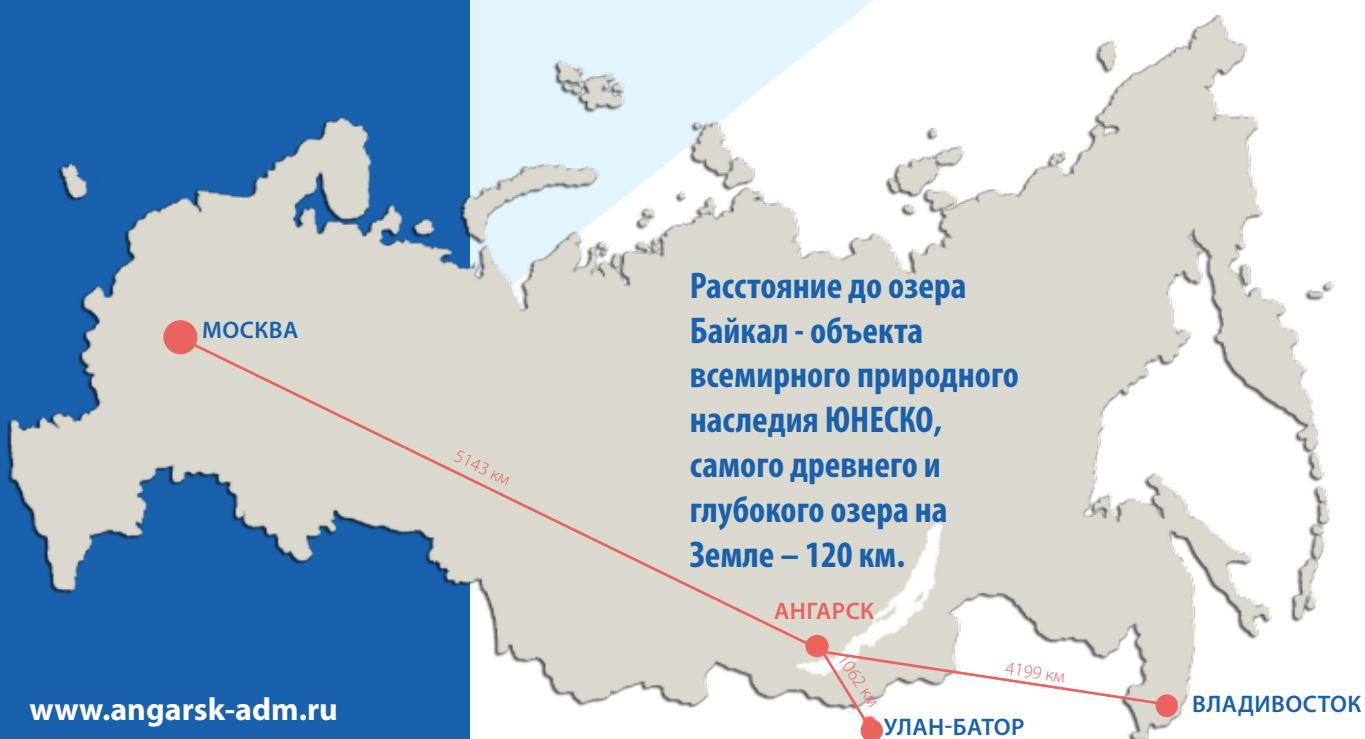 Расстояние до озера
Байкал - объекта
всемирного природного
наследия ЮНЕСКО,
самого древнего и
глубокого озера на
Земле – 120 км.
МОСКВА
5143 км
АНГАРСК
1062 км
4199 км
ВЛАДИВОСТОК
УЛАН-БАТОР
www.angarsk-adm.ru